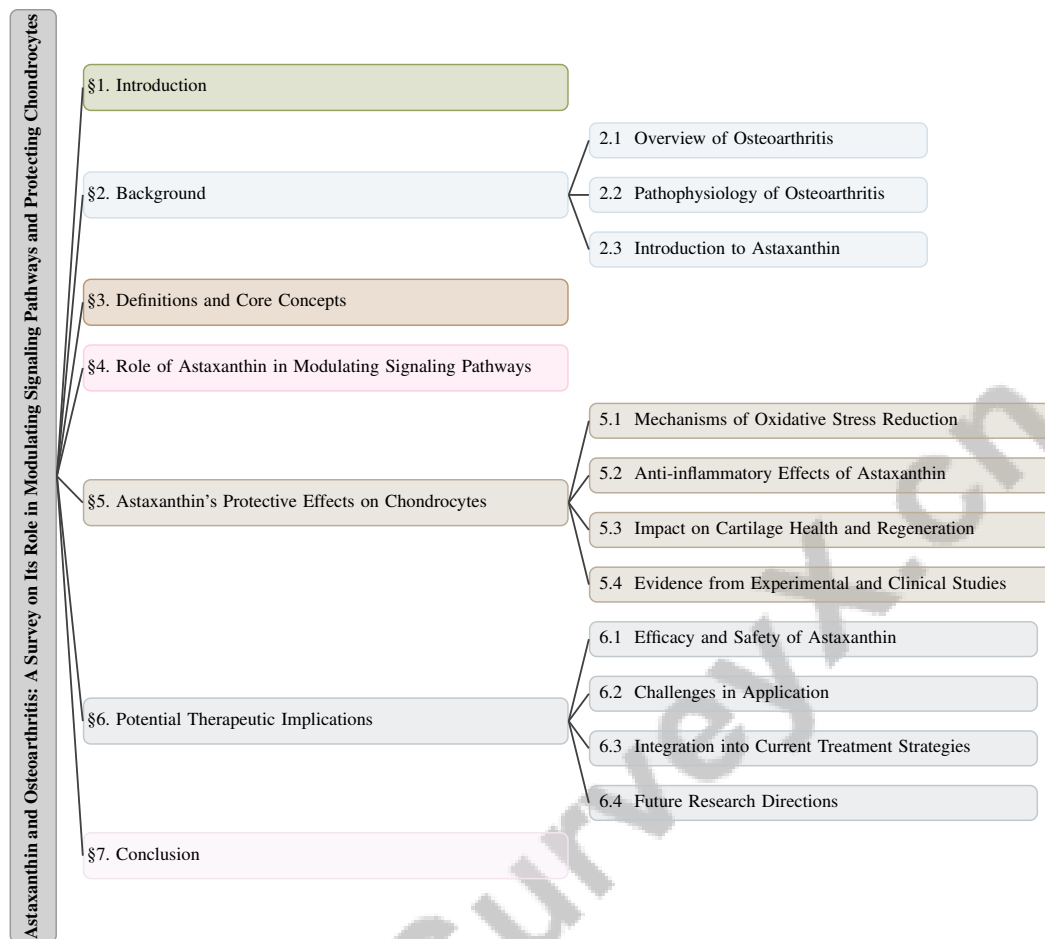 Astaxanthin and Osteoarthritis: A Survey on Its Role in Modulating Signaling Pathways and Protecting Chondrocytes
§1. Introduction
§2. Background
2.1 Overview of Osteoarthritis
2.2 Pathophysiology of Osteoarthritis
2.3 Introduction to Astaxanthin
§3. Definitions and Core Concepts
§4. Role of Astaxanthin in Modulating Signaling Pathways
§5. Astaxanthin's Protective Effects on Chondrocytes
5.1 Mechanisms of Oxidative Stress Reduction
5.2 Anti-inflammatory Effects of Astaxanthin
5.3 Impact on Cartilage Health and Regeneration
5.4 Evidence from Experimental and Clinical Studies
§6. Potential Therapeutic Implications
6.1 Efficacy and Safety of Astaxanthin
6.2 Challenges in Application
6.3 Integration into Current Treatment Strategies
6.4 Future Research Directions
§7. Conclusion
SurveyX.cn